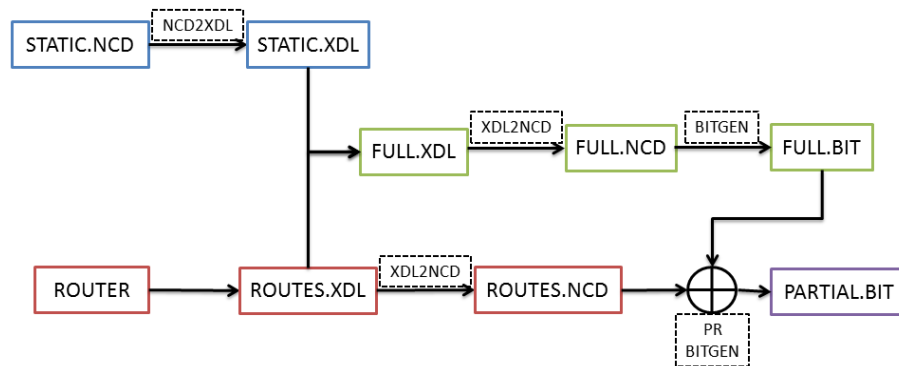 NCD2XDL
STATIC.NCD
STATIC.XDL
XDL2NCD
BITGEN
FULL.XDL
FULL.NCD
FULL.BIT
XDL2NCD
ROUTER
ROUTES.XDL
ROUTES.NCD
PARTIAL.BIT
PR
BITGEN